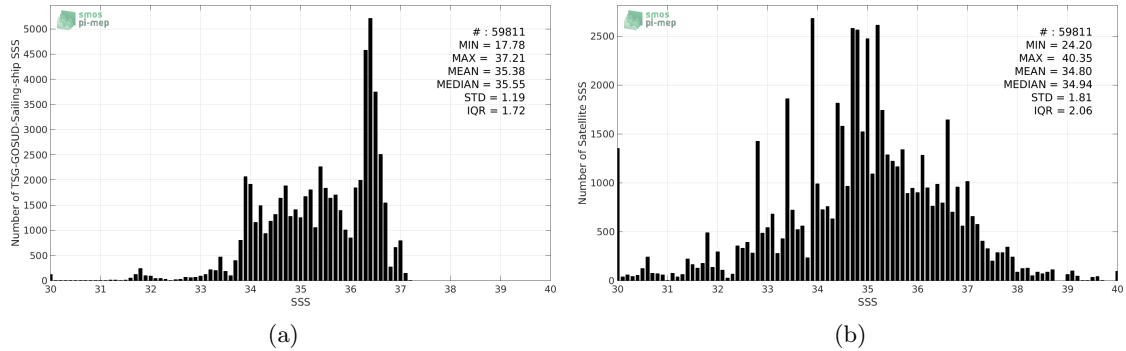 smos
pi-mep
# : 59811
MIN = 17.78
MAX = 37.21
MEAN = 35.38
MEDIAN = 35.55
STD = 1.19
IQR = 1.72
Number of TSG-GOSUD-Sailing-ship SSS
5000
4500
4000
3500
3000
2500
2000
1500
1000
500
0
30 31 32 33 34 35 36 37 38 39 40
SSS
(a)
smos
pi-mep
# : 59811
MIN = 24.20
MAX = 40.35
MEAN = 34.80
MEDIAN = 34.94
STD = 1.81
IQR = 2.06
Number of Satellite SSS
2500
2000
1500
1000
500
0
30 31 32 33 34 35 36 37 38 39 40
SSS
(b)